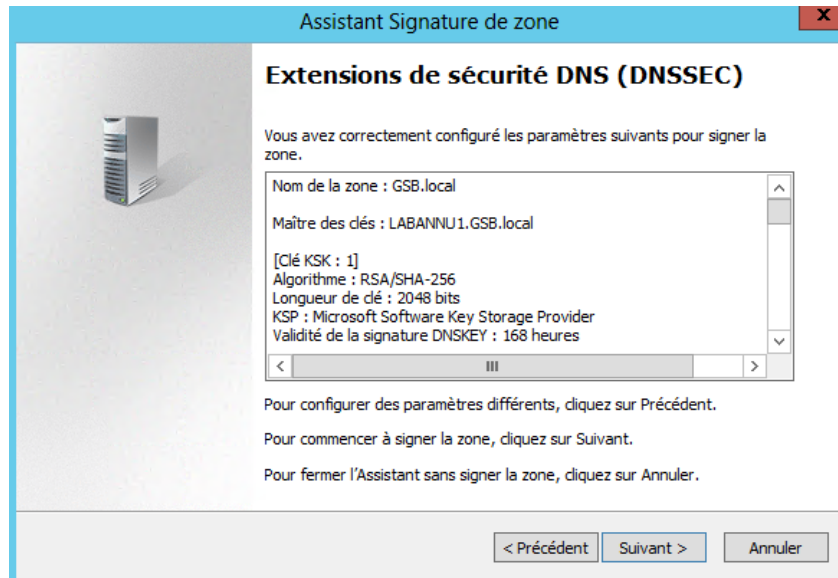 Assistant Signature de zone
x
Extensions de sécurité DNS (DNSSEC)
Vous avez correctement configuré les paramètres suivants pour signer la
zone.
Nom de la zone : GSB.local
Maître des clés : LABANNU1.GSB.local
[Clé KSK : 1]
Algorithme : RSA/SHA-256
Longueur de clé : 2048 bits
KSP : Microsoft Software Key Storage Provider
Validité de la signature DNSKEY : 168 heures
Pour configurer des paramètres différents, cliquez sur Précédent.
Pour commencer à signer la zone, cliquez sur Suivant.
Pour fermer l'Assistant sans signer la zone, cliquez sur Annuler.
< Précédent Suivant > Annuler